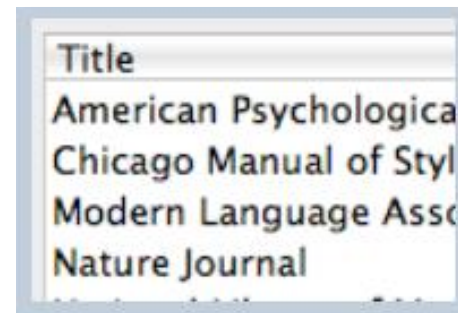 Title
American Psychologica
Chicago Manual of Styl
Modern Language Asso
Nature Journal